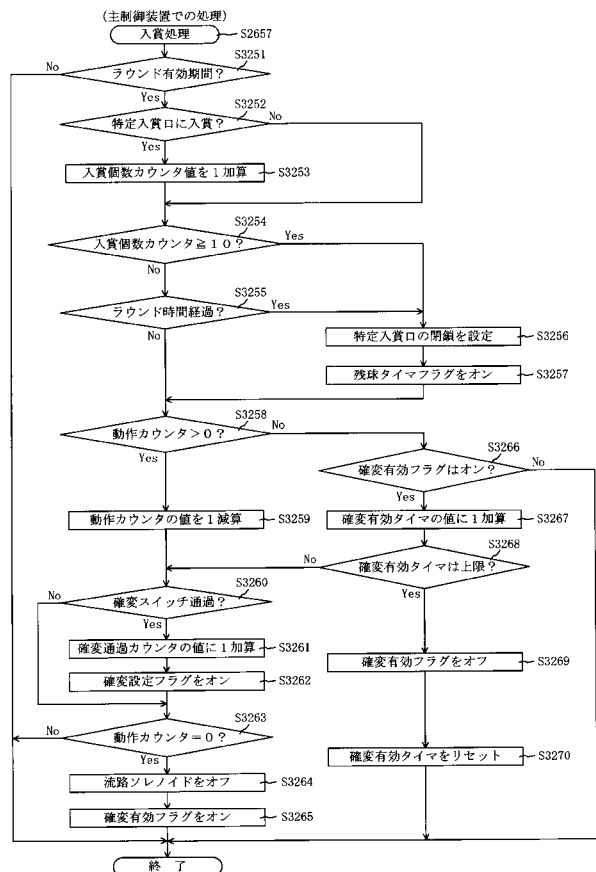 (主制御装置での処理)
入賞処理
S2657
S3251
No
ラウンド有効期間?
Yes
S3252
No
特定入賞口に入賞?
Yes
入賞個数カウンタ値を1加算
S3253
S3254
入賞個数カウンタ≧10?
Yes
No
S3255
ラウンド時間経過?
Yes
No
特定入賞口の閉鎖を設定
S3256
残球タイマフラグをオン
S3257
S3258
動作カウンタ>0?
No
Yes
S3266
確変有効フラグはオン?
No
Yes
動作カウンタの値を1減算
S3259
確変有効タイマの値に1加算
S3267
S3268
No
確変有効タイマは上限?
Yes
S3260
No
確変スイッチ通過?
Yes
確変通過カウンタの値に1加算
S3261
確変設定フラグをオン
S3262
確変有効フラグをオフ
S3269
S3263
No
動作カウンタ=0?
Yes
流路ソレノイドをオフ
S3264
確変有効タイマをリセット
S3270
確変有効フラグをオン
S3265
終了